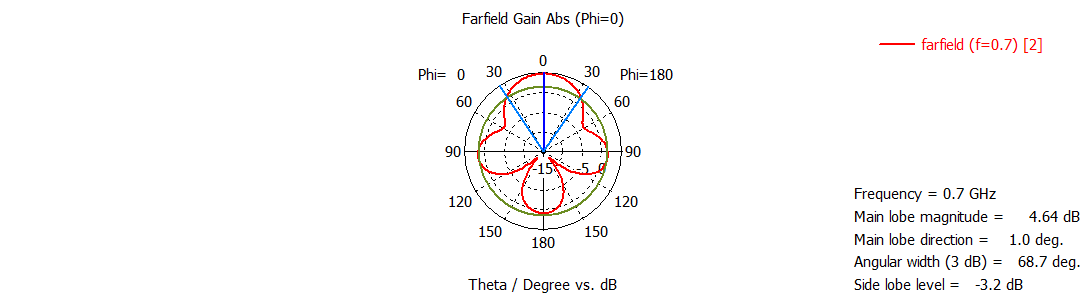 Farfield Gain Abs (Phi=0)
farfield (f=0.7) [2]
0
Phi= 0
30
30
Phi=180
60
60
90
90
-15
-5
0
120
120
150
150
180
Frequency = 0.7 GHz
Main lobe magnitude = 4.64 dB
Main lobe direction = 1.0 deg.
Angular width (3 dB) = 68.7 deg.
Side lobe level = -3.2 dB
Theta / Degree vs. dB